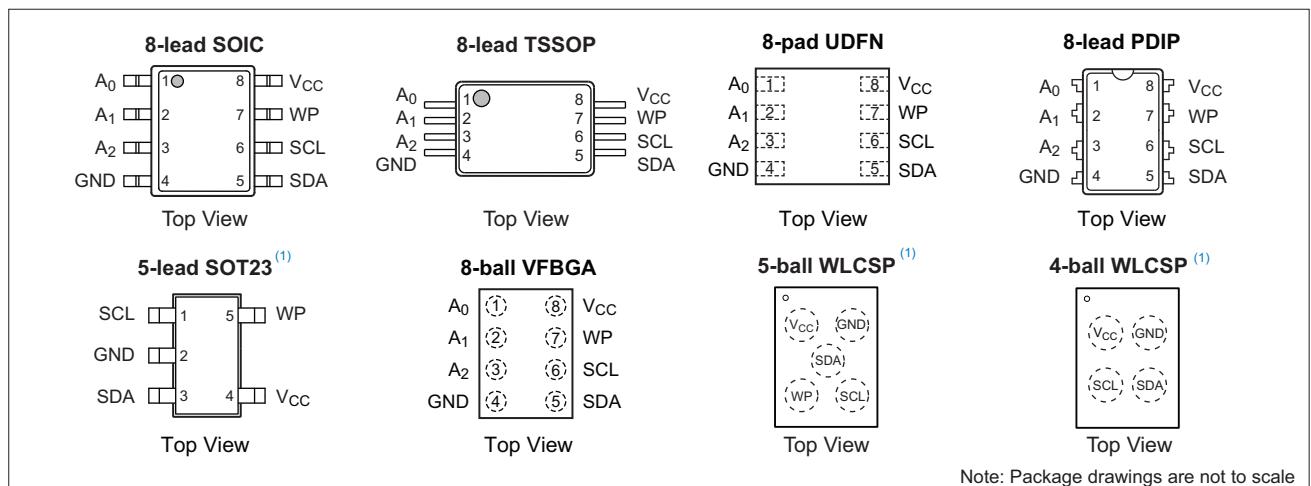 8-lead SOIC
A0 1 8 VCC
A1 2 7 WP
A2 3 6 SCL
GND 4 5 SDA
Top View
8-lead TSSOP
A0 1 8 VCC
A1 2 7 WP
A2 3 6 SCL
GND 4 5 SDA
Top View
8-pad UDFN
A0 1 8 VCC
A1 2 7 WP
A2 3 6 SCL
GND 4 5 SDA
Top View
8-lead PDIP
A0 1 8 VCC
A1 2 7 WP
A2 3 6 SCL
GND 4 5 SDA
Top View
5-lead SOT23 (1)
SCL 1 5 WP
GND 2
SDA 3 4 VCC
Top View
8-ball VFBGA
A0 1 8 VCC
A1 2 7 WP
A2 3 6 SCL
GND 4 5 SDA
Top View
5-ball WLCSP (1)
VCC GND
SDA
WP SCL
Top View
4-ball WLCSP (1)
VCC GND
SCL SDA
Top View
Note: Package drawings are not to scale